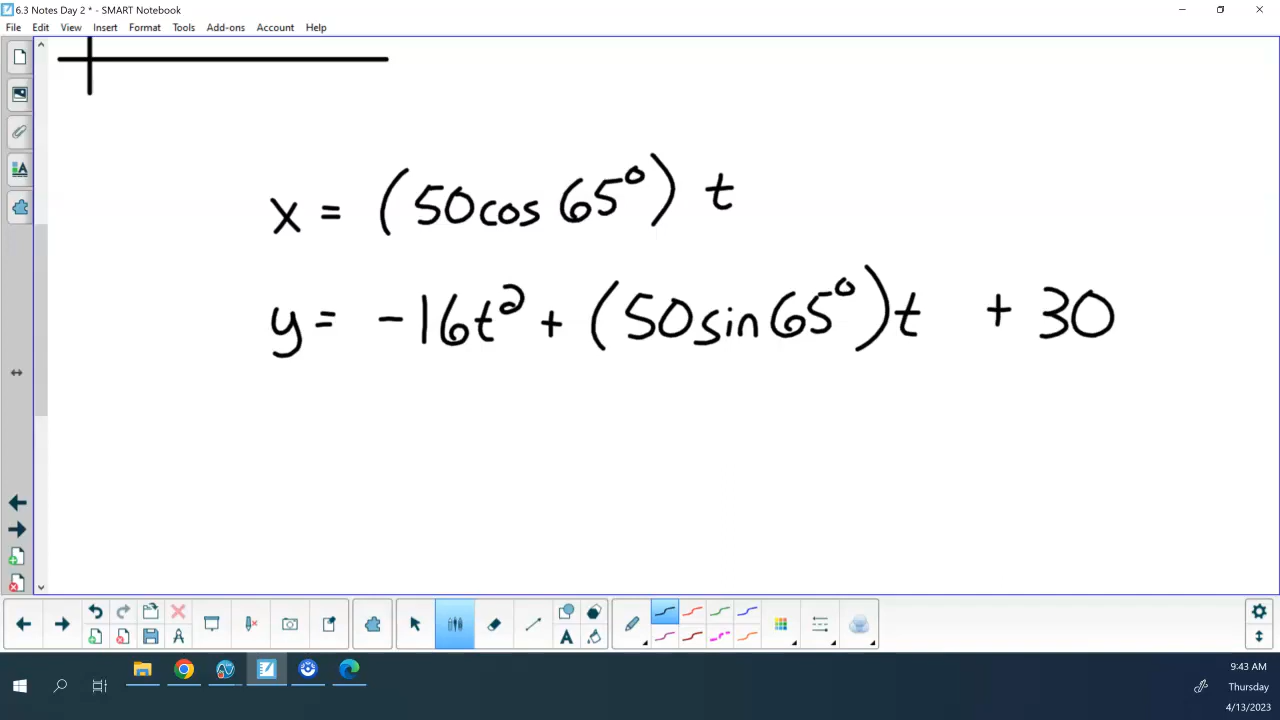 6.3 Notes Day 2 * - SMART Notebook
File Edit View Insert Format Tools Add-ons Account Help
x = (50cos 65°) t
y = -16t² + (50sin 65°)t + 30
9:43 AM
Thursday
4/13/2023